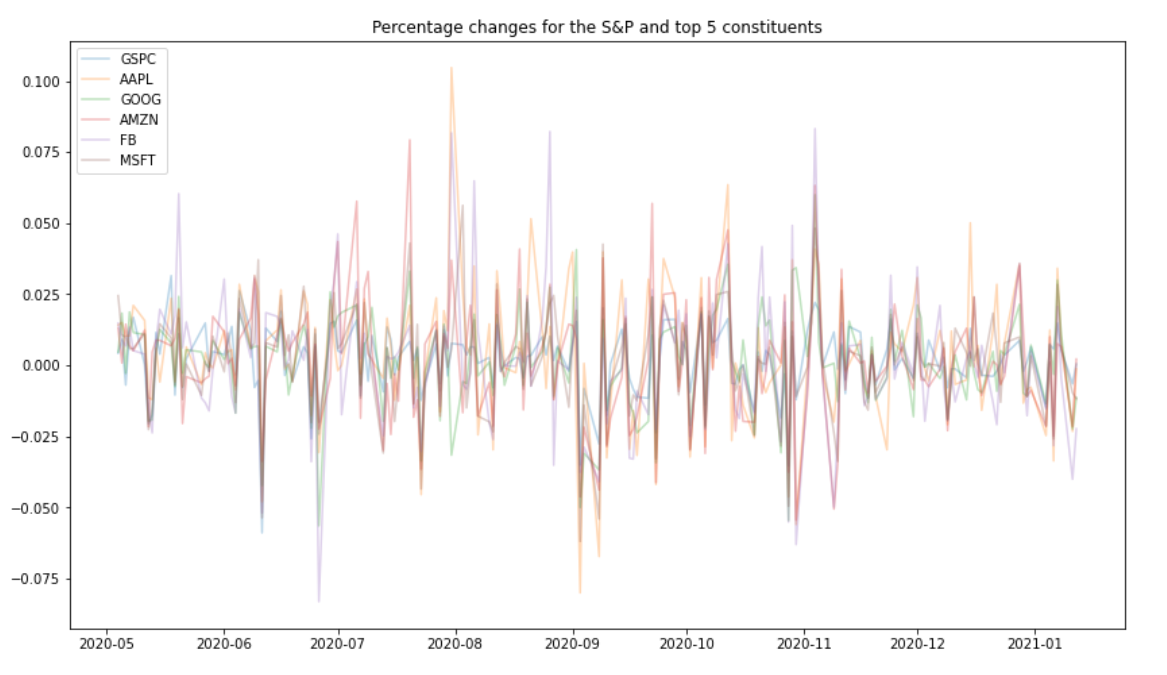 Percentage changes for the S&P and top 5 constituents
GSPC
AAPL
GOOG
AMZN
FB
MSFT
0.100
0.075
0.050
0.025
0.000
−0.025
−0.050
−0.075
2020-05 2020-06 2020-07 2020-08 2020-09 2020-10 2020-11 2020-12 2021-01